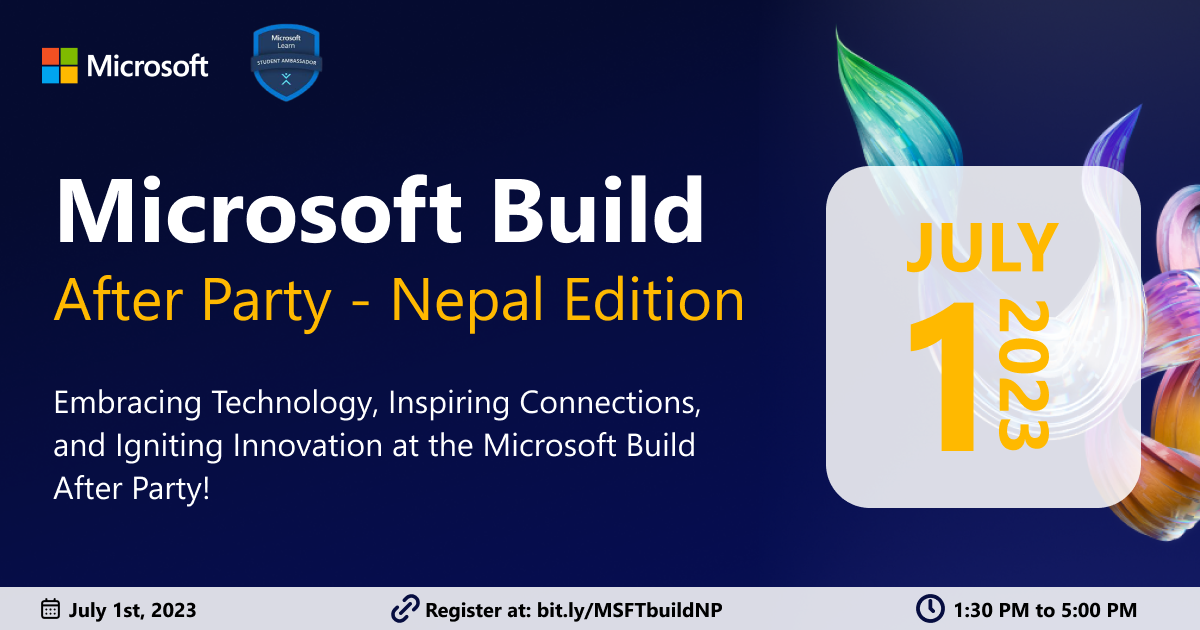 Microsoft
Microsoft
Learn
STUDENT AMBASSADOR
Microsoft Build
After Party - Nepal Edition
Embracing Technology, Inspiring Connections,
and Igniting Innovation at the Microsoft Build
After Party!
JULY
1
2023
July 1st, 2023
Register at: bit.ly/MSFTbuildNP
1:30 PM to 5:00 PM